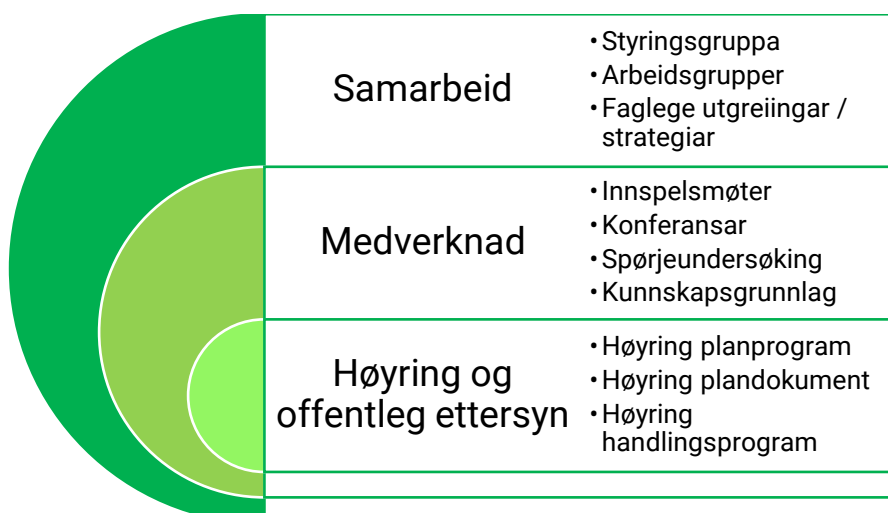 Samarbeid
• Styringsgruppa
• Arbeidsgrupper
• Faglege utgreiingar /
strategiar
Medverknad
• Innspelsmøter
• Konferansar
• Spørjeundersøking
• Kunnskapsgrunnlag
Høyring og
offentleg ettersyn
• Høyring planprogram
• Høyring plandokument
• Høyring
handlingsprogram